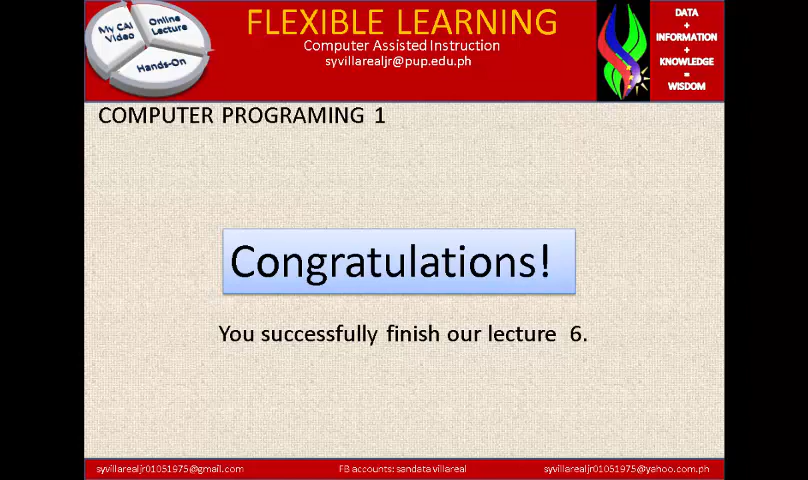 My CAI
Video
Online
Lecture
Hands-On
FLEXIBLE LEARNING
Computer Assisted Instruction
syvillarealjr@pup.edu.ph
DATA
+
INFORMATION
+
KNOWLEDGE
=
WISDOM
COMPUTER PROGRAMING 1
Congratulations!
You successfully finish our lecture 6.
syvillarealjr01051975@gmail.com
FB accounts: sandata villareal
syvillarealjr01051975@yahoo.com.ph